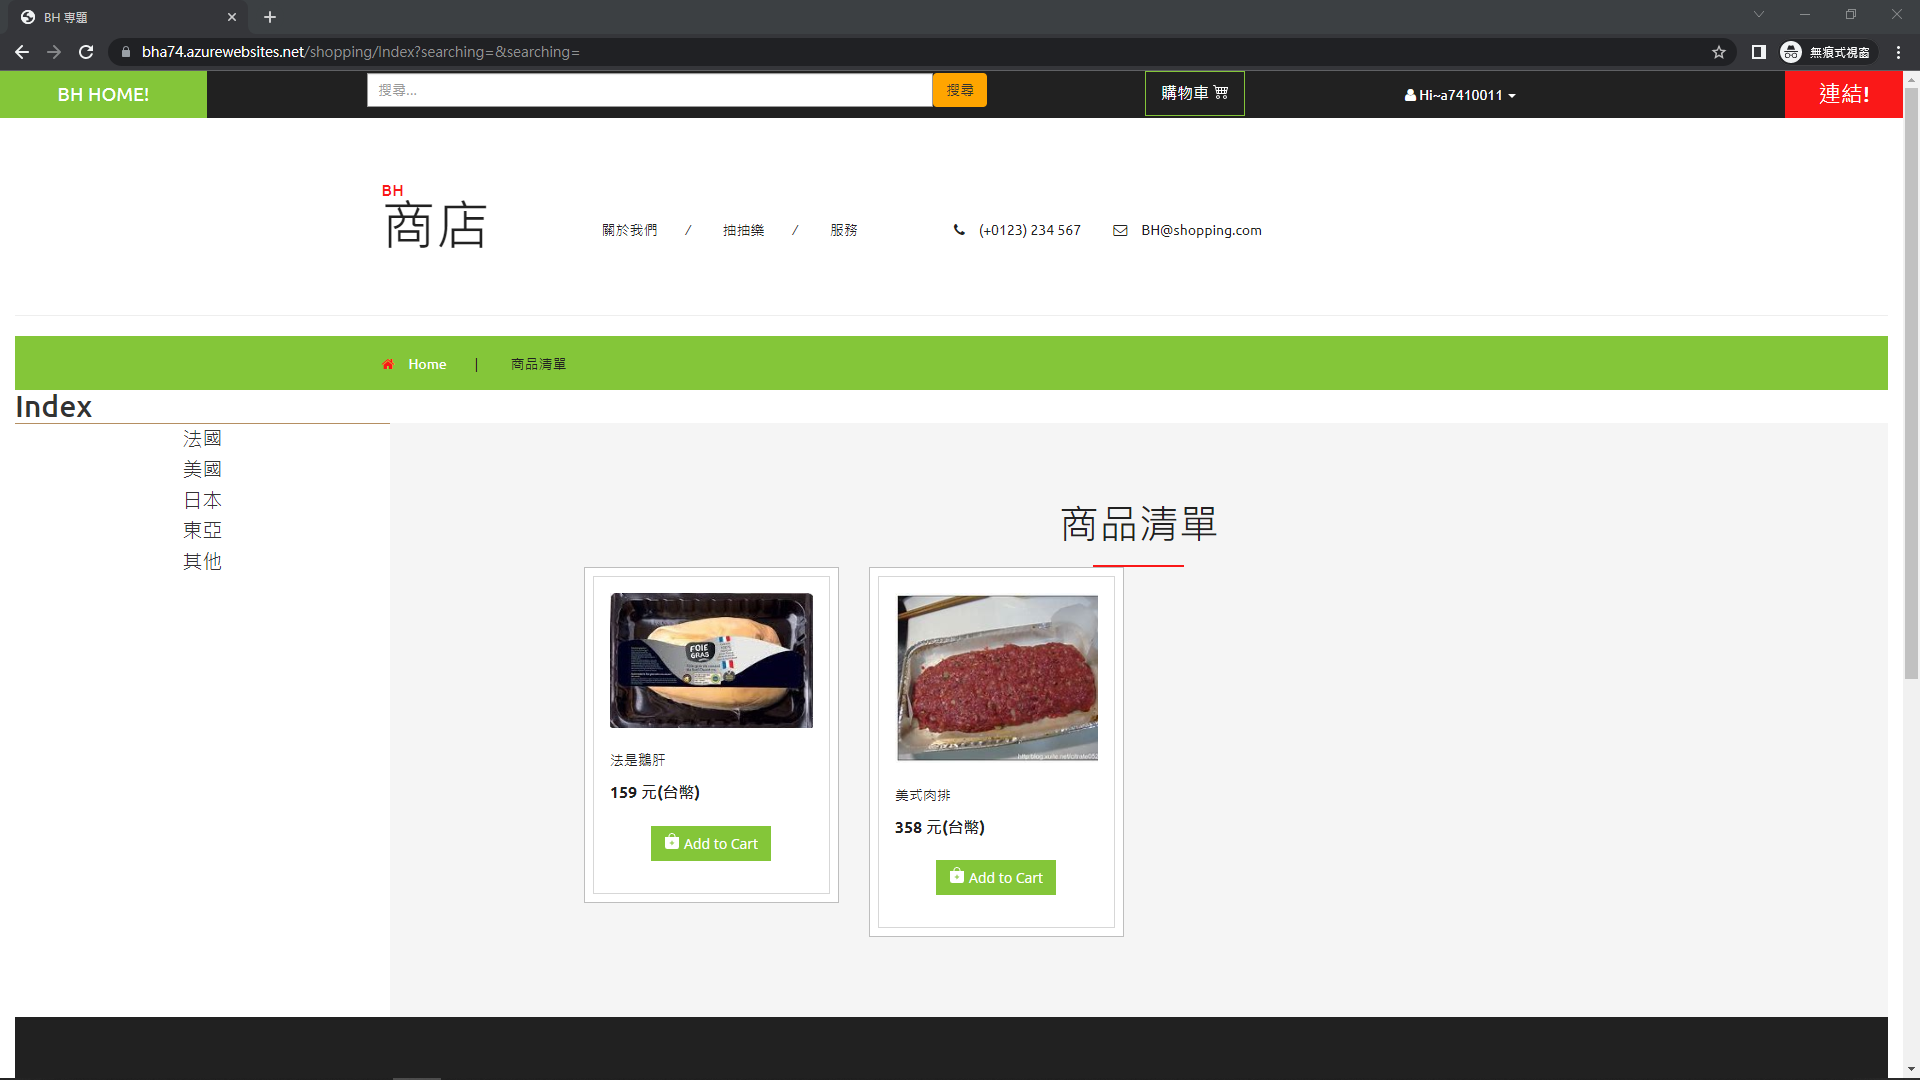 BH 專題
bha74.azurewebsites.net/shopping/Index?searching=&searching=
無痕式視窗
BH HOME!
搜尋...
搜尋
購物車
Hi~a7410011
連結!
BH
商店
關於我們 / 抽抽樂 / 服務
(+0123) 234 567
BH@shopping.com
Home | 商品清單
Index
法國
美國
日本
東亞
其他
商品清單
FOIE GRAS
法是鵝肝
159 元(台幣)
Add to Cart
美式肉排
358 元(台幣)
Add to Cart